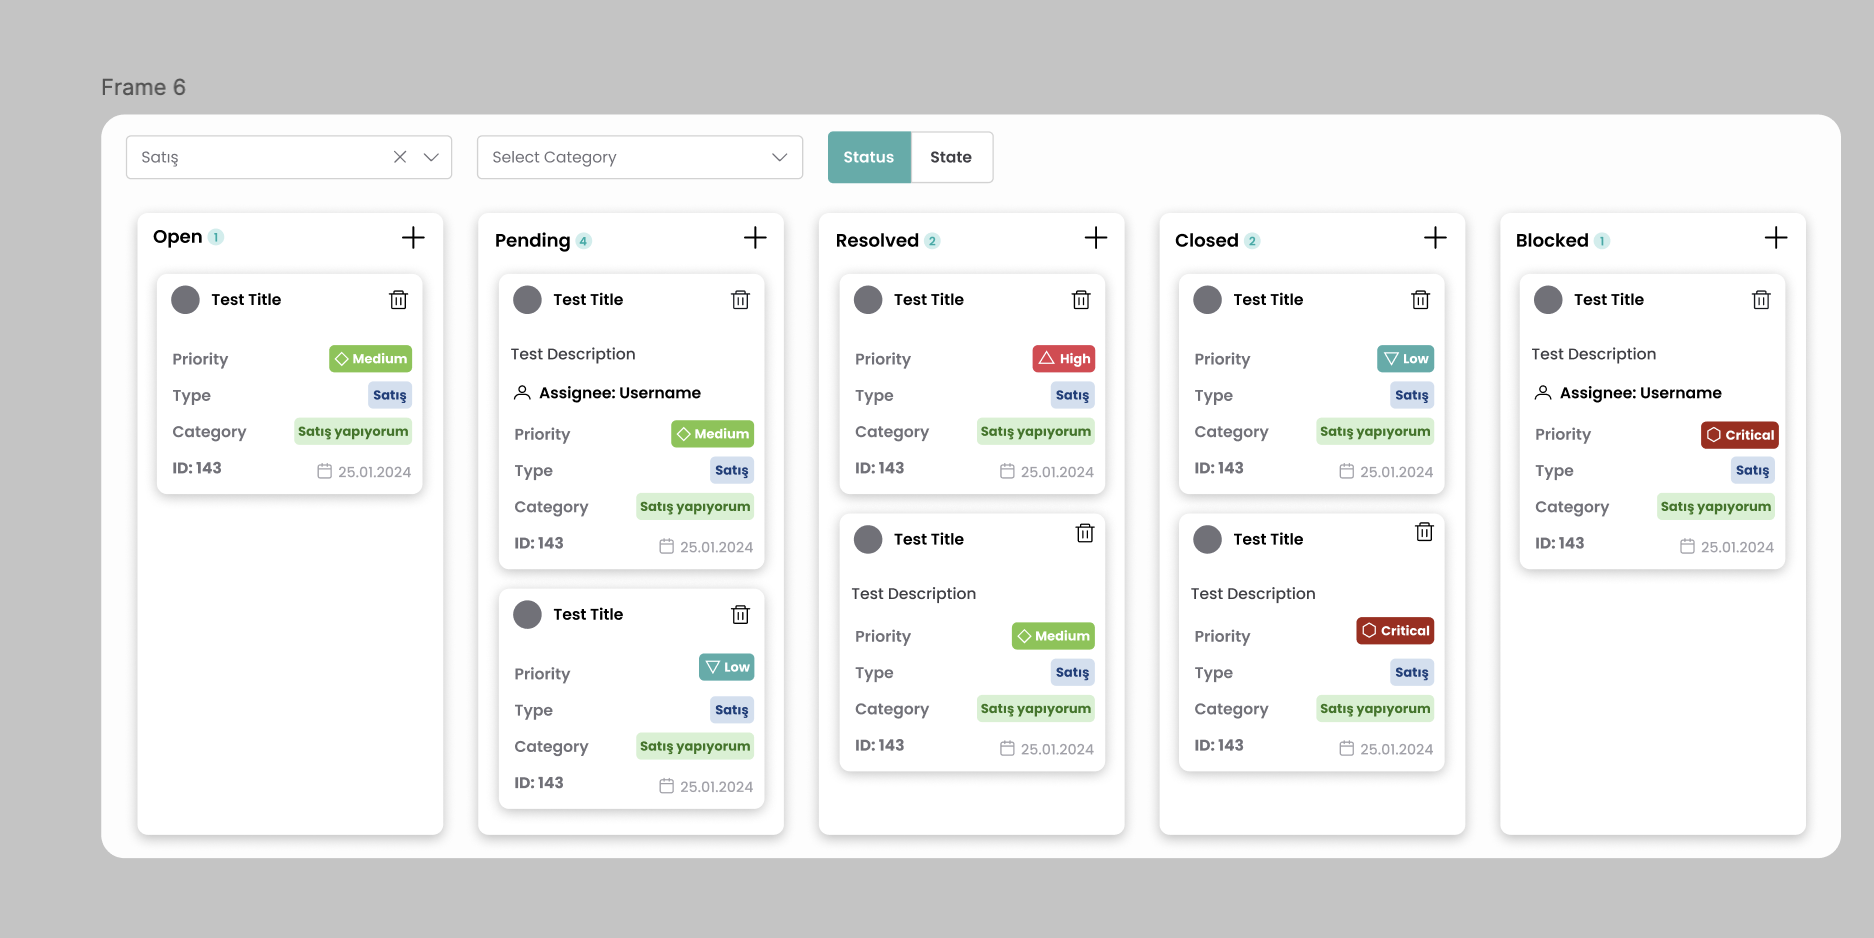 Frame 6
Satış
Select Category
Status
State
Open 1
Test Title
Priority Medium
Type Satış
Category Satış yapıyorum
ID: 143 25.01.2024
Pending 4
Test Title
Test Description
Assignee: Username
Priority Medium
Type Satış
Category Satış yapıyorum
ID: 143 25.01.2024
Test Title
Priority Low
Type Satış
Category Satış yapıyorum
ID: 143 25.01.2024
Resolved 2
Test Title
Priority High
Type Satış
Category Satış yapıyorum
ID: 143 25.01.2024
Test Title
Test Description
Priority Medium
Type Satış
Category Satış yapıyorum
ID: 143 25.01.2024
Closed 2
Test Title
Priority Low
Type Satış
Category Satış yapıyorum
ID: 143 25.01.2024
Test Title
Test Description
Priority Critical
Type Satış
Category Satış yapıyorum
ID: 143 25.01.2024
Blocked 1
Test Title
Test Description
Assignee: Username
Priority Critical
Type Satış
Category Satış yapıyorum
ID: 143 25.01.2024